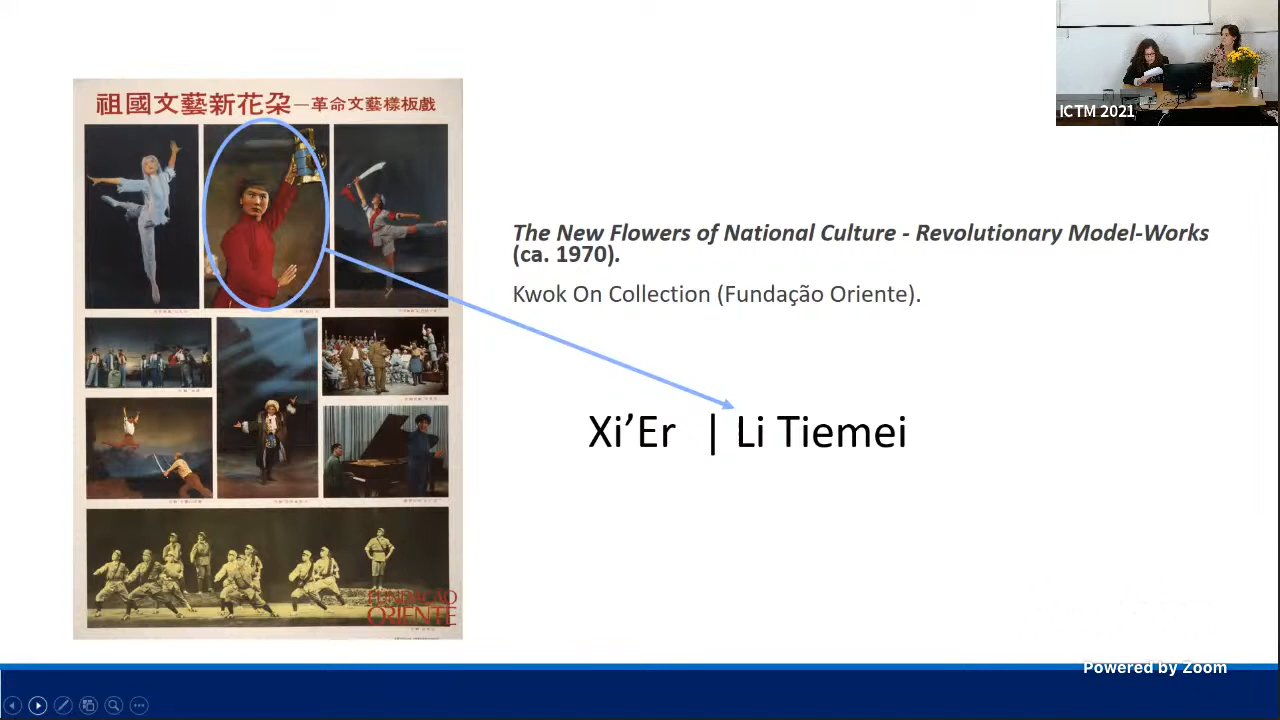 祖國文藝新花朵—革命文藝樣板戲
ICTM 2021
The New Flowers of National Culture - Revolutionary Model-Works
(ca. 1970).
Kwok On Collection (Fundação Oriente).
Xi’Er | Li Tiemei
FUNDAÇÃO
ORIENTE
Powered by Zoom